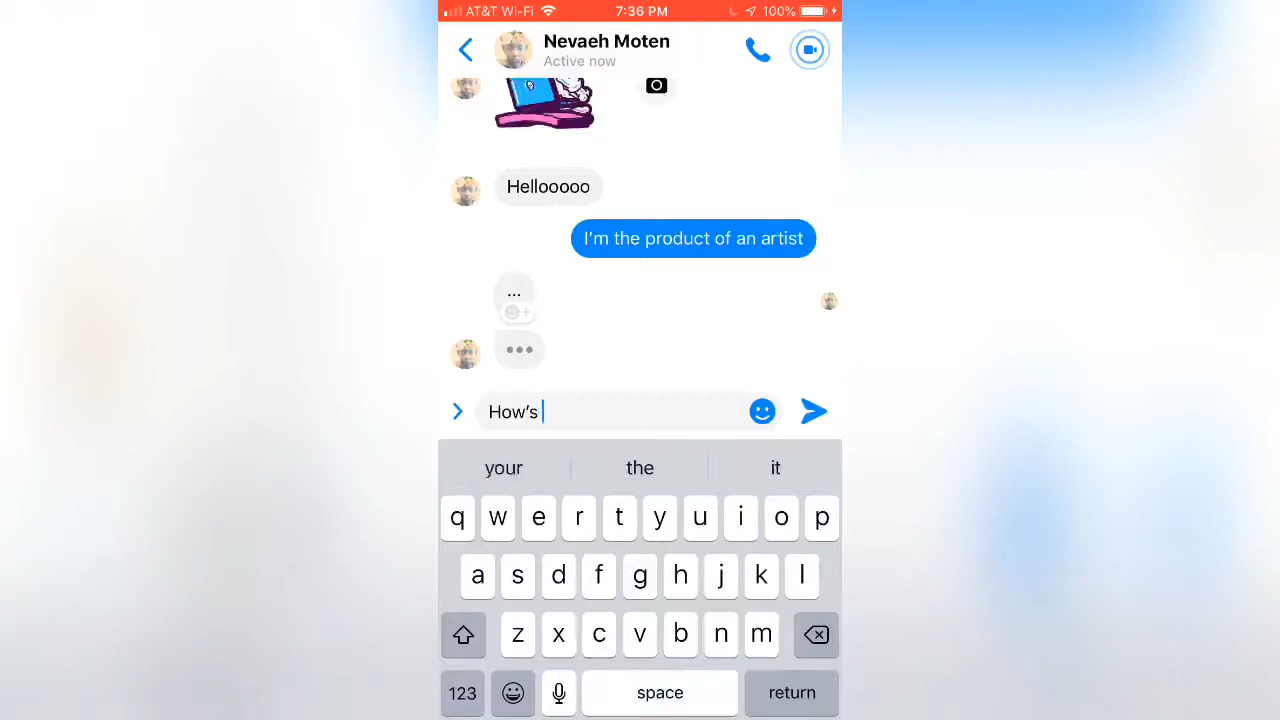 AT&T Wi-Fi 7:36 PM 100%
Nevaeh Moten
Active now
Hellooooo
I'm the product of an artist
...
How's
your the it
q w e r t y u i o p
a s d f g h j k l
z x c v b n m
123 space return